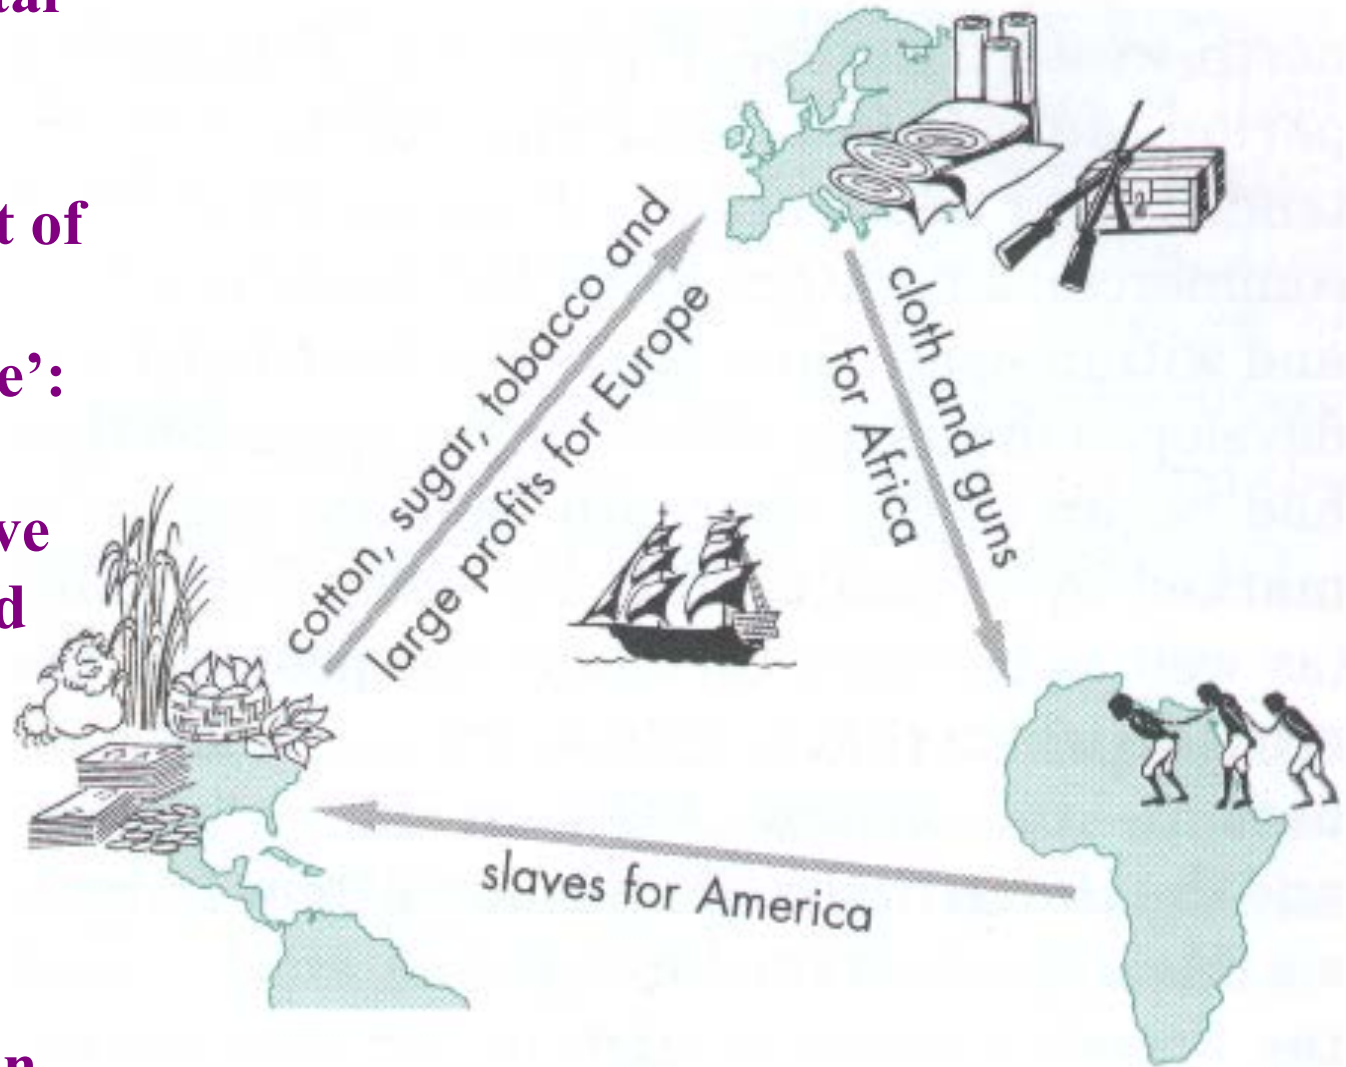 t of
e’:
ve
d
cotton, sugar, tobacco and
large profits for Europe
cloth and guns
for Africa
slaves for America